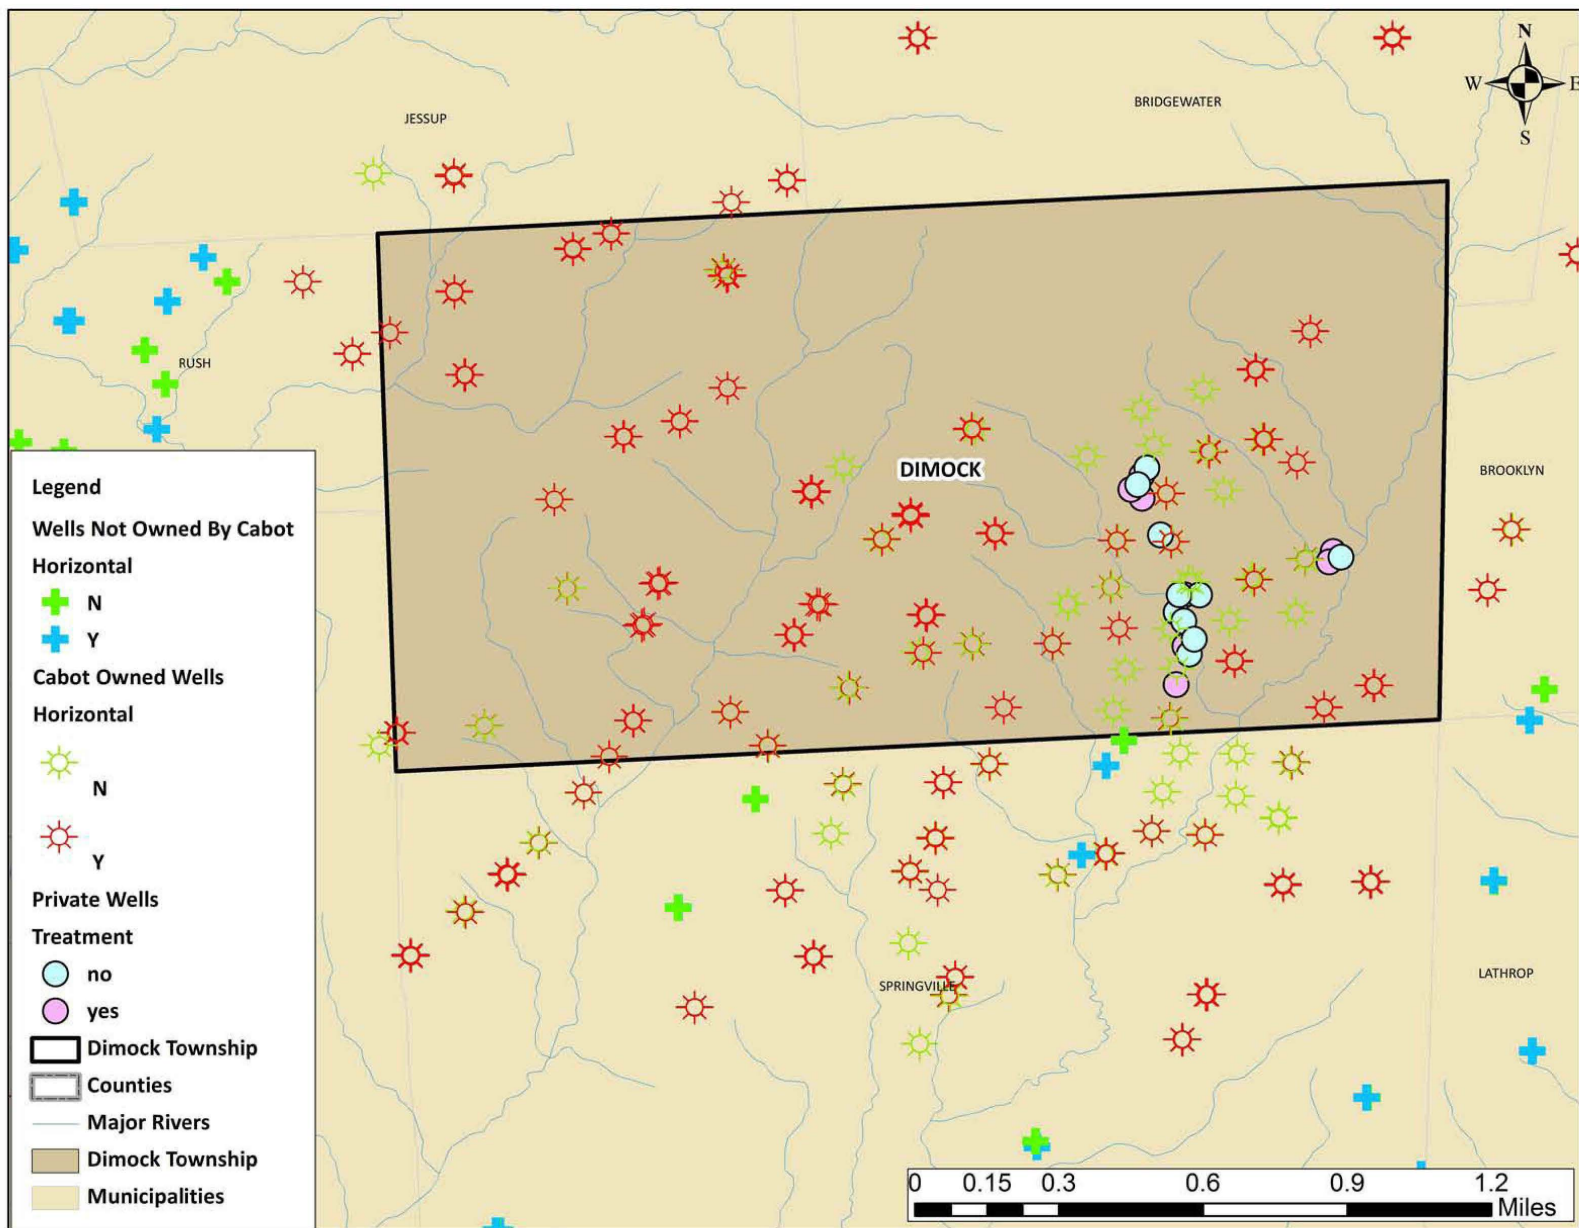 N
W E
S
BRIDGEWATER
JESSUP
RUSH
DIMOCK
BROOKLYN
Legend
Wells Not Owned By Cabot
Horizontal
N
Y
Cabot Owned Wells
Horizontal
N
Y
Private Wells
Treatment
no
yes
Dimock Township
Counties
Major Rivers
Dimock Township
Municipalities
SPRINGVILLE
LATHROP
0 0.15 0.3 0.6 0.9 1.2
Miles